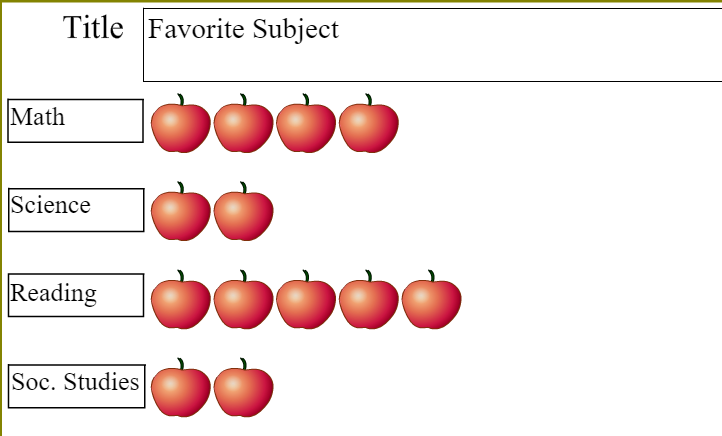 Title Favorite Subject
Math
Science
Reading
Soc. Studies